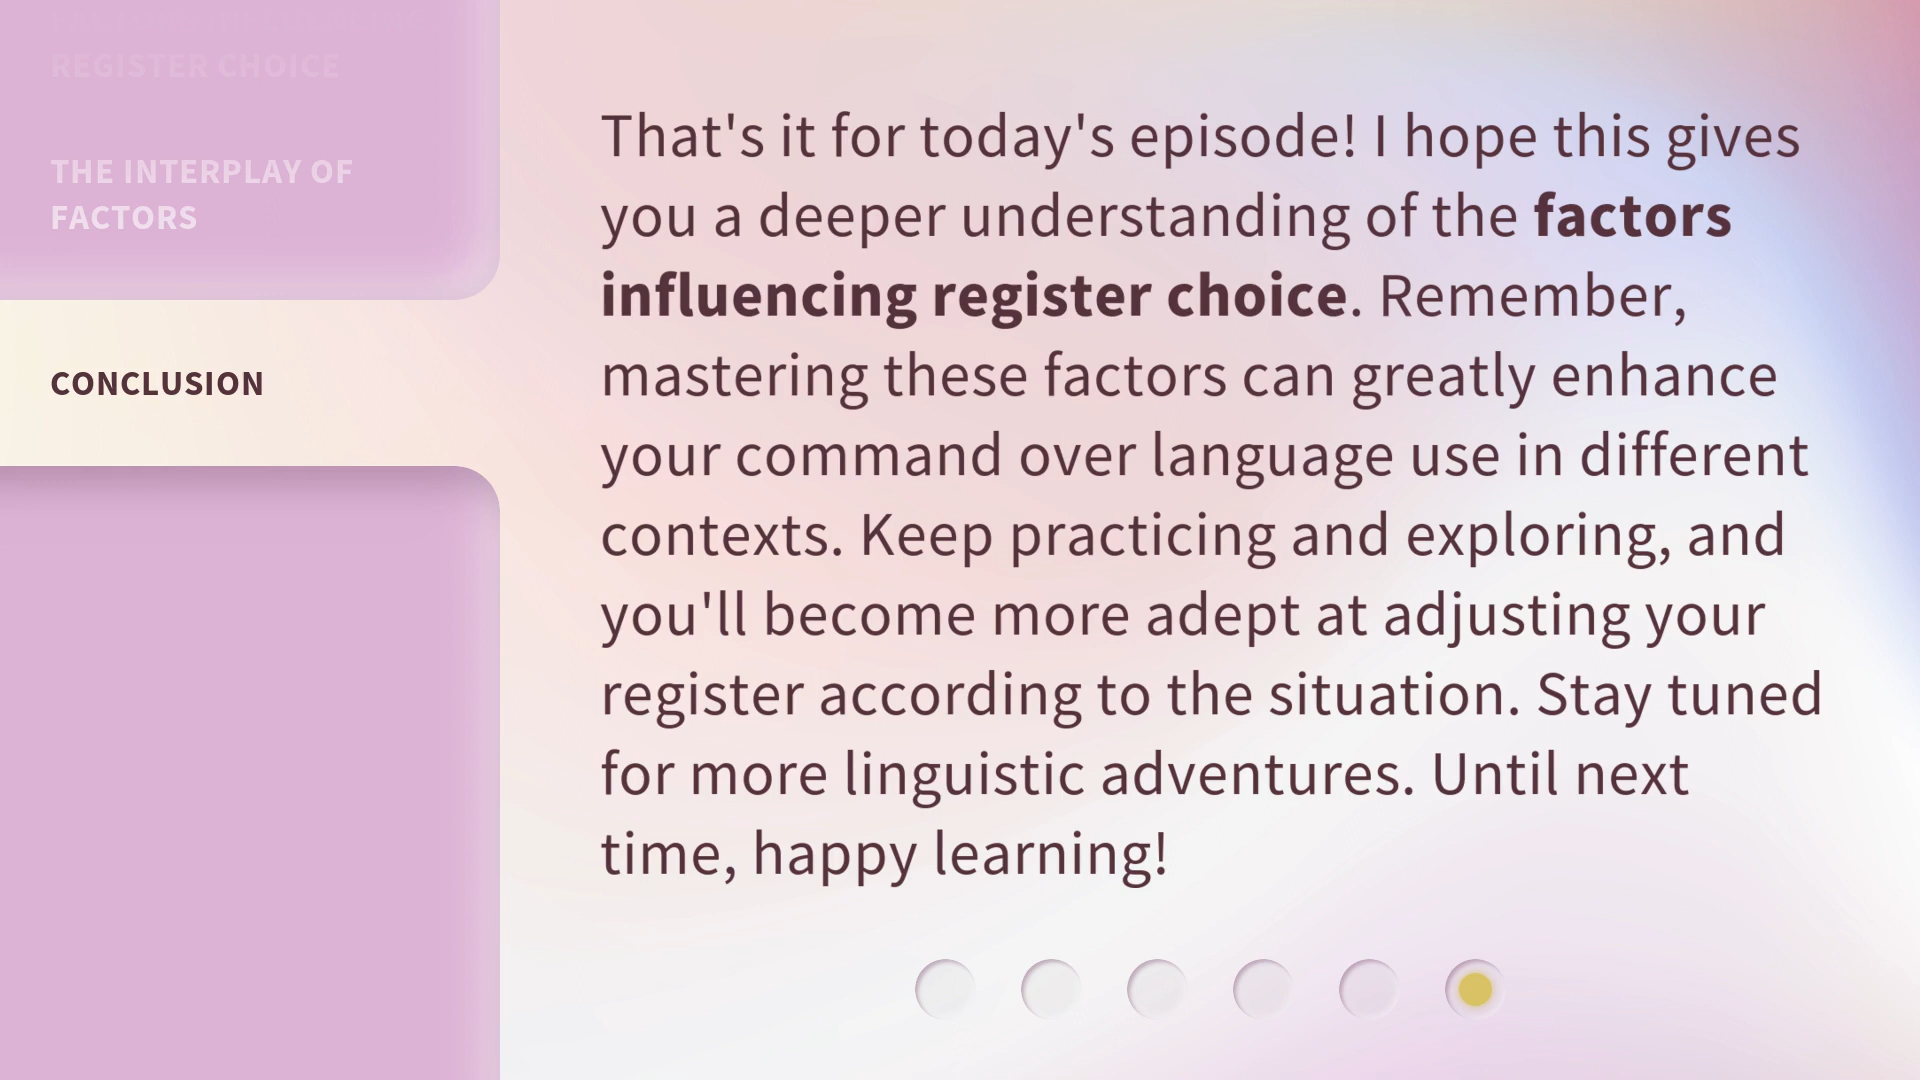 REGISTER CHOICE
THE INTERPLAY OF
FACTORS
CONCLUSION
That's it for today's episode! I hope this gives
you a deeper understanding of the factors
influencing register choice. Remember,
mastering these factors can greatly enhance
your command over language use in different
contexts. Keep practicing and exploring, and
you'll become more adept at adjusting your
register according to the situation. Stay tuned
for more linguistic adventures. Until next
time, happy learning!